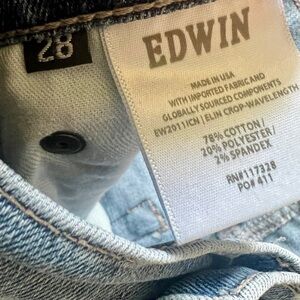 28
EDWIN
MADE IN USA
WITH IMPORTED FABRIC AND
GLOBALLY SOURCED COMPONENTS
EW2011ICN | ELIN CROP-WAVELENGTH
78% COTTON/
20% POLYESTER/
2% SPANDEX
RN#117328
PO# 411